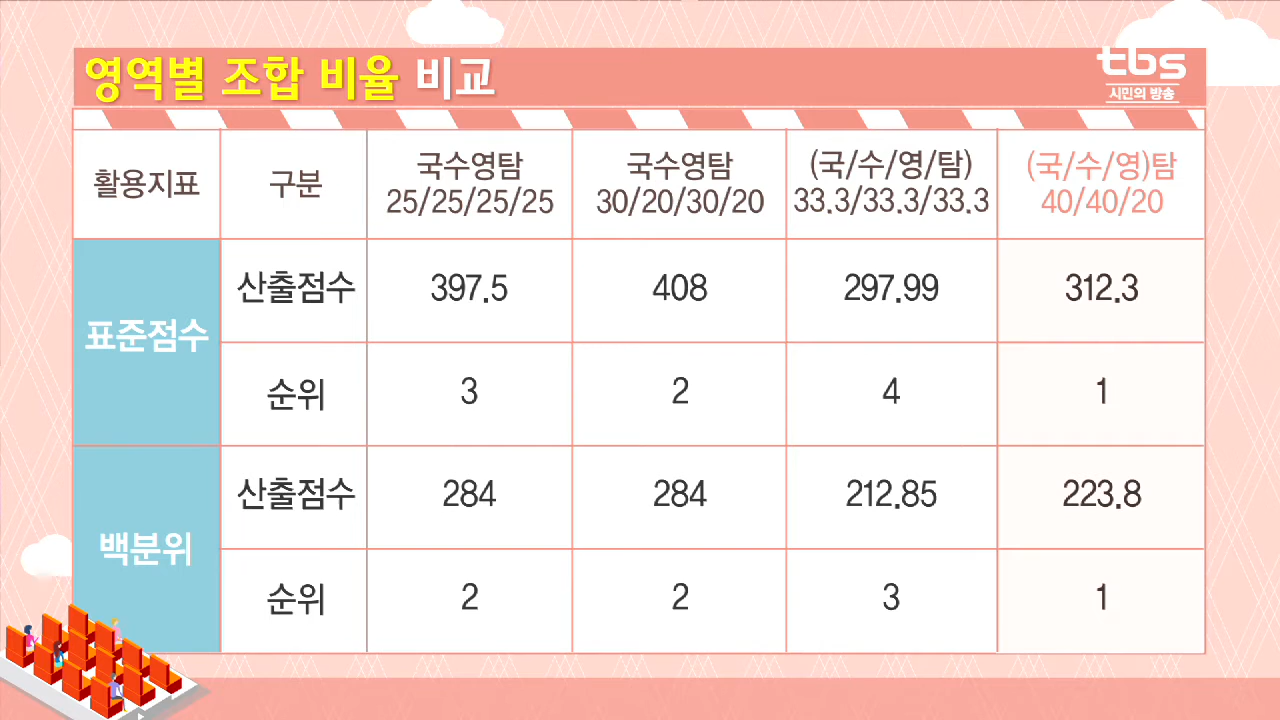 영역별 조합 비율 비교
tbs
시민의 방송
활용지표
구분
국수영탐
25/25/25/25
국수영탐
30/20/30/20
(국/수/영/탐)
33.3/33.3/33.3
(국/수/영)탐
40/40/20
표준점수
산출점수
397.5
408
297.99
312.3
순위
3
2
4
1
백분위
산출점수
284
284
212.85
223.8
순위
2
2
3
1